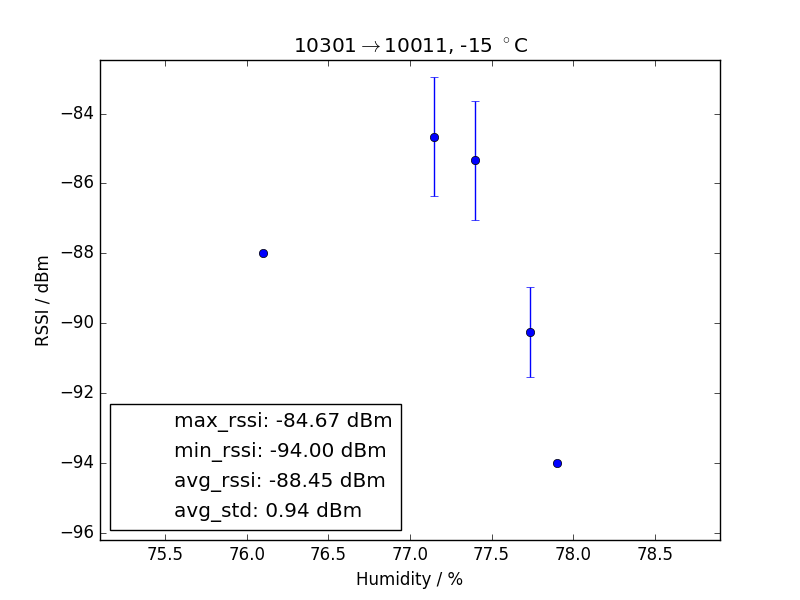 10301→10011, -15 °C
−84
−86
−88
−90
−92
−94
−96
RSSI / dBm
max_rssi: -84.67 dBm
min_rssi: -94.00 dBm
avg_rssi: -88.45 dBm
avg_std: 0.94 dBm
75.5 76.0 76.5 77.0 77.5 78.0 78.5
Humidity / %